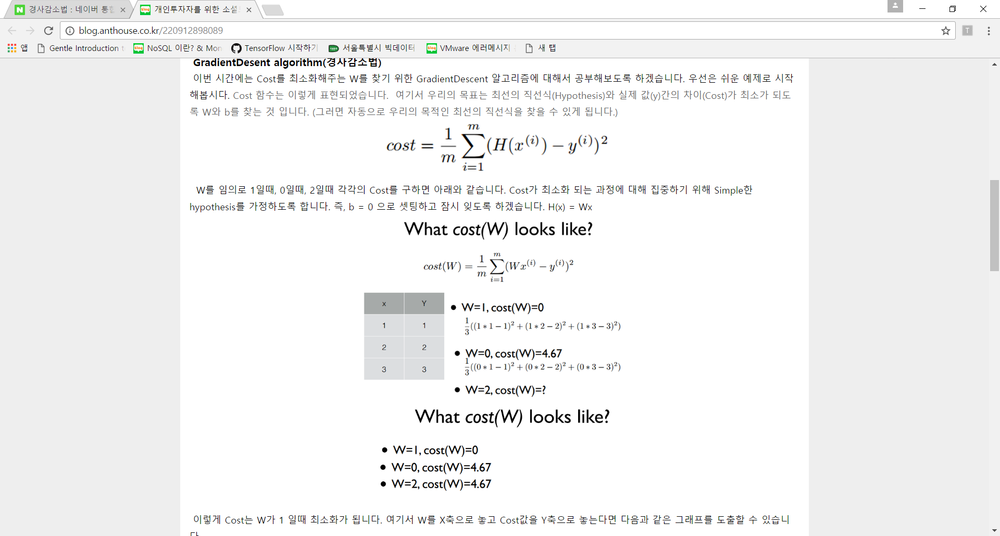 경사감소법 : 네이버 통합
개인투자자를 위한 소셜
blog.anthouse.co.kr/220912898089
앱
Gentle Introduction t
NoSQL 이란? & Mon
TensorFlow 시작하기
서울특별시 빅데이터
VMware 에러메시지
새 탭
GradientDesent algorithm(경사감소법)
이번 시간에는 Cost를 최소화해주는 W를 찾기 위한 GradientDescent 알고리즘에 대해서 공부해보도록 하겠습니다. 우선은 쉬운 예제로 시작
해봅시다. Cost 함수는 이렇게 표현되었습니다. 여기서 우리의 목표는 최선의 직선식(Hypothesis)와 실제 값(y)간의 차이(Cost)가 최소가 되도
록 W와 b를 찾는 것 입니다. (그러면 자동으로 우리의 목적인 최선의 직선식을 찾을 수 있게 됩니다.)
cost = \frac{1}{m} \sum_{i=1}^{m} (H(x^{(i)}) − y^{(i)})^2
W를 임의로 1일때, 0일때, 2일때 각각의 Cost를 구하면 아래와 같습니다. Cost가 최소화 되는 과정에 대해 집중하기 위해 Simple한
hypothesis를 가정하도록 합니다. 즉, b = 0 으로 셋팅하고 잠시 잊도록 하겠습니다. H(x) = Wx
What cost(W) looks like?
cost(W) = \frac{1}{m} \sum_{i=1}^{m} (Wx^{(i)} − y^{(i)})^2
x Y
1 1
2 2
3 3
• W=1, cost(W)=0
\frac{1}{3}((1 * 1 − 1)^2 + (1 * 2 − 2)^2 + (1 * 3 − 3)^2)
• W=0, cost(W)=4.67
\frac{1}{3}((0 * 1 − 1)^2 + (0 * 2 − 2)^2 + (0 * 3 − 3)^2)
• W=2, cost(W)=?
What cost(W) looks like?
• W=1, cost(W)=0
• W=0, cost(W)=4.67
• W=2, cost(W)=4.67
이렇게 Cost는 W가 1 일때 최소화가 됩니다. 여기서 W를 X축으로 놓고 Cost값을 Y축으로 놓는다면 다음과 같은 그래프를 도출할 수 있습니